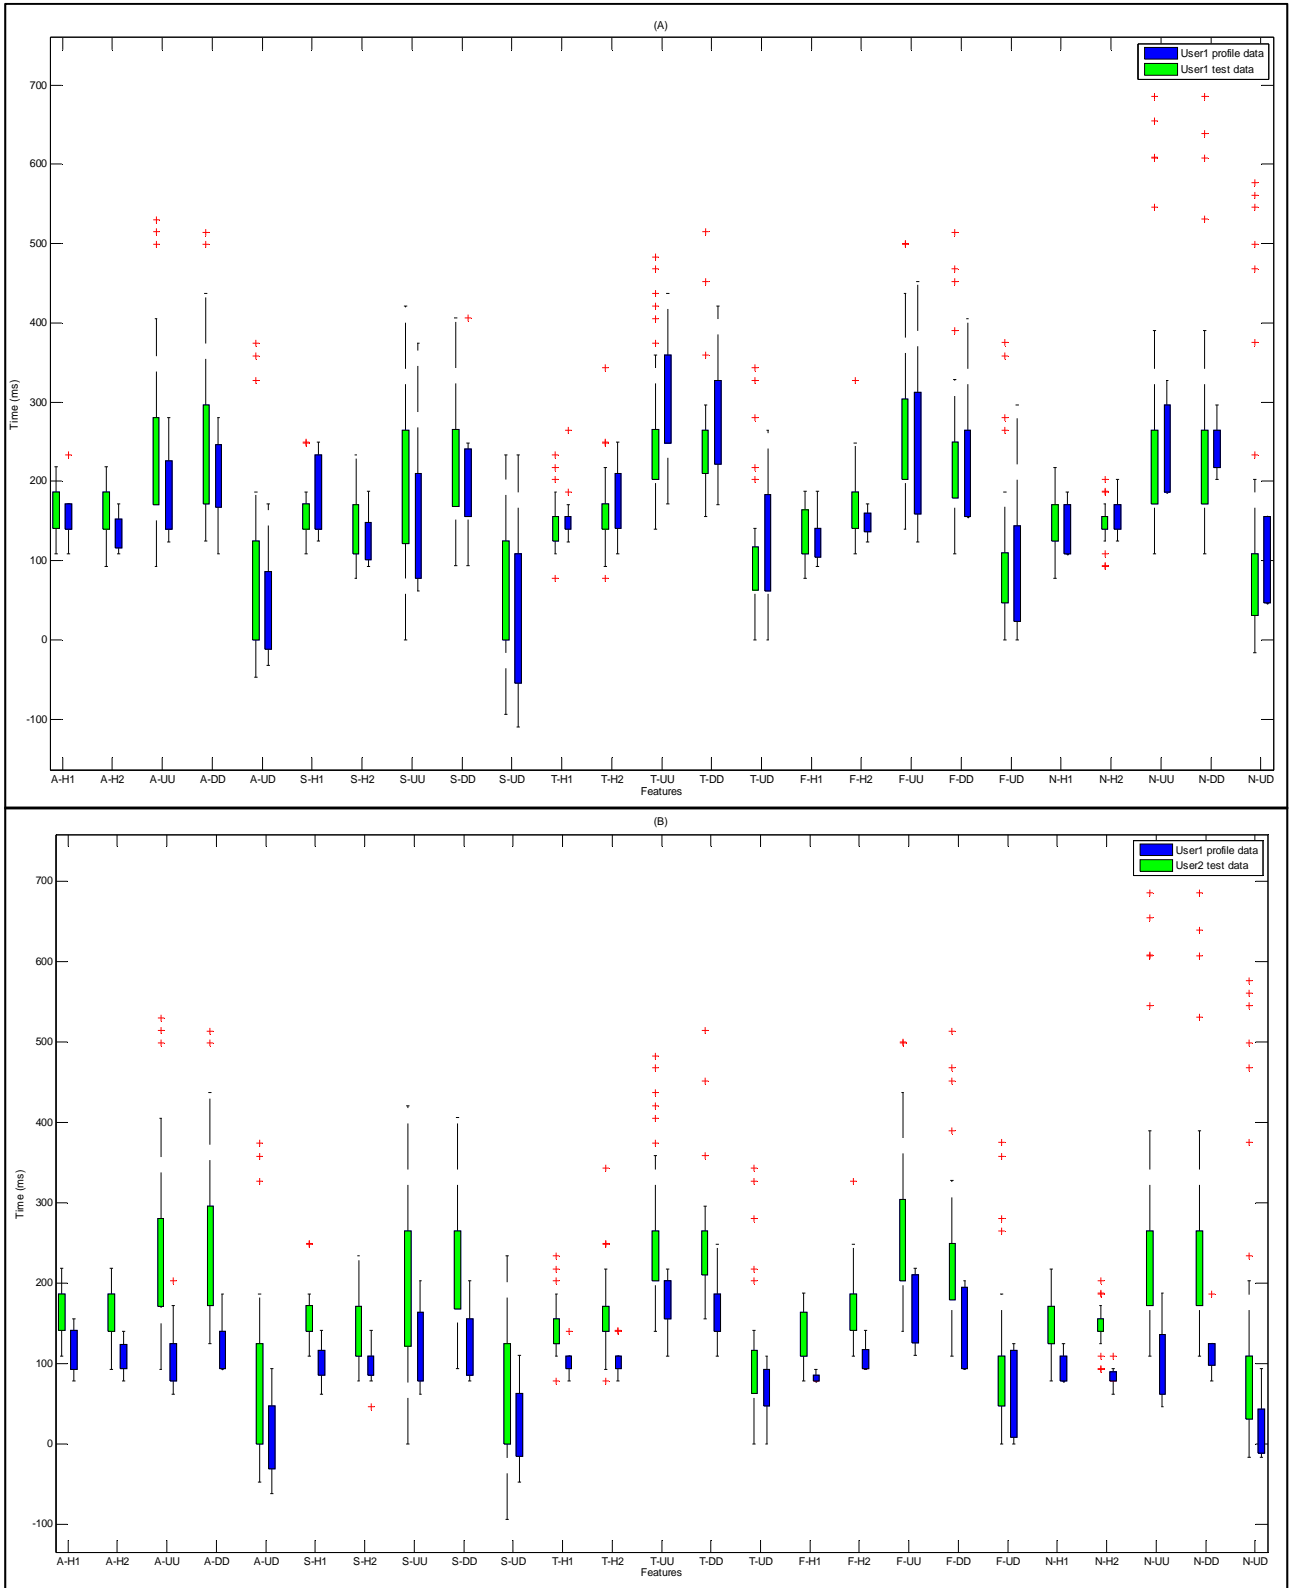 (A)
User1 profile data
User1 test data
700
600
500
400
300
200
100
0
-100
Time (ms)
A-H1 A-H2 A-UU A-DD A-UD S-H1 S-H2 S-UU S-DD S-UD T-H1 T-H2 T-UU T-DD T-UD F-H1 F-H2 F-UU F-DD F-UD N-H1 N-H2 N-UU N-DD N-UD
Features
(B)
User1 profile data
User2 test data
700
600
500
400
300
200
100
0
-100
Time (ms)
A-H1 A-H2 A-UU A-DD A-UD S-H1 S-H2 S-UU S-DD S-UD T-H1 T-H2 T-UU T-DD T-UD F-H1 F-H2 F-UU F-DD F-UD N-H1 N-H2 N-UU N-DD N-UD
Features